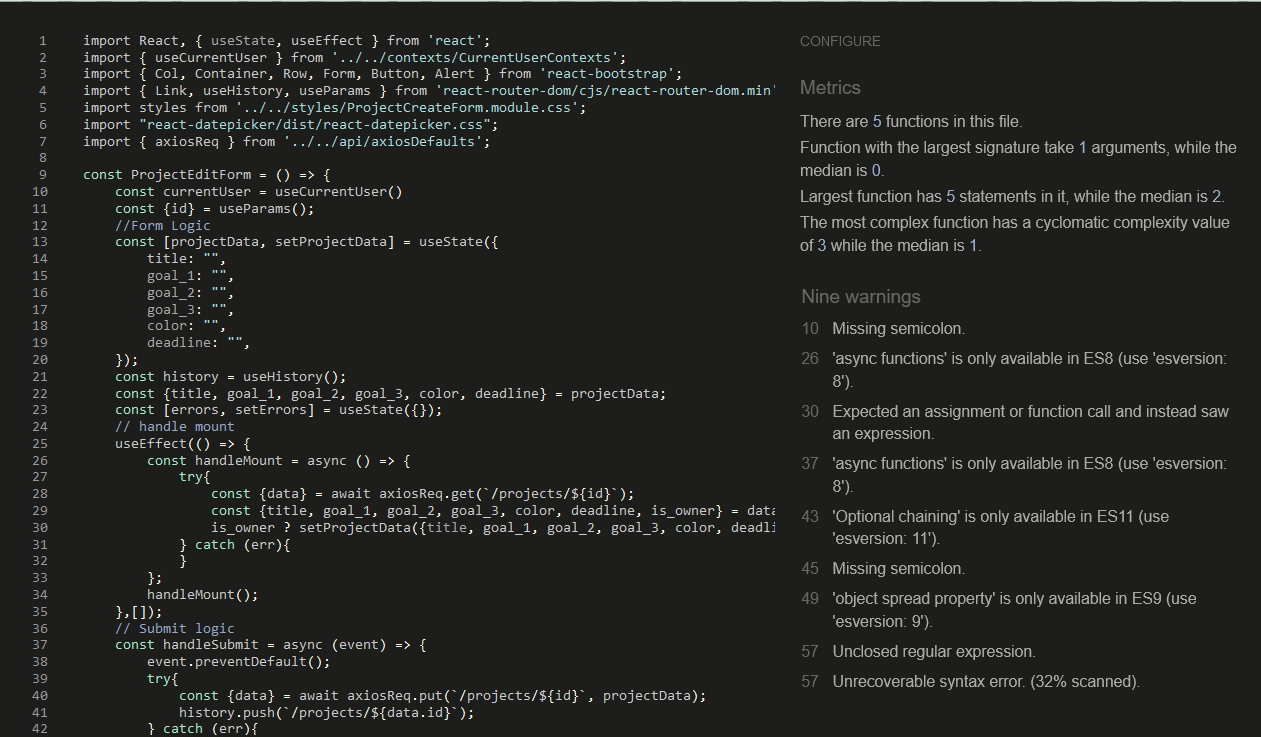 1 import React, { useState, useEffect } from 'react';
2 import { useCurrentUser } from '../../contexts/CurrentUserContexts';
3 import { Col, Container, Row, Form, Button, Alert } from 'react-bootstrap';
4 import { Link, useHistory, useParams } from 'react-router-dom/cjs/react-router-dom.min'
5 import styles from '../../styles/ProjectCreateForm.module.css';
6 import "react-datepicker/dist/react-datepicker.css";
7 import { axiosReq } from '../../api/axiosDefaults';
8
9 const ProjectEditForm = () => {
10 const currentUser = useCurrentUser()
11 const {id} = useParams();
12 //Form Logic
13 const [projectData, setProjectData] = useState({
14 title: "",
15 goal_1: "",
16 goal_2: "",
17 goal_3: "",
18 color: "",
19 deadline: "",
20 });
21 const history = useHistory();
22 const {title, goal_1, goal_2, goal_3, color, deadline} = projectData;
23 const [errors, setErrors] = useState({});
24 // handle mount
25 useEffect(() => {
26 const handleMount = async () => {
27 try{
28 const {data} = await axiosReq.get(`/projects/${id}`);
29 const {title, goal_1, goal_2, goal_3, color, deadline, is_owner} = data
30 is_owner ? setProjectData({title, goal_1, goal_2, goal_3, color, deadli
31 } catch (err){
32 }
33 };
34 handleMount();
35 },[]);
36 // Submit logic
37 const handleSubmit = async (event) => {
38 event.preventDefault();
39 try{
40 const {data} = await axiosReq.put(`/projects/${id}`, projectData);
41 history.push(`/projects/${data.id}`);
42 } catch (err){
CONFIGURE
Metrics
There are 5 functions in this file.
Function with the largest signature take 1 arguments, while the
median is 0.
Largest function has 5 statements in it, while the median is 2.
The most complex function has a cyclomatic complexity value
of 3 while the median is 1.
Nine warnings
10 Missing semicolon.
26 'async functions' is only available in ES8 (use 'esversion:
8').
30 Expected an assignment or function call and instead saw
an expression.
37 'async functions' is only available in ES8 (use 'esversion:
8').
43 'Optional chaining' is only available in ES11 (use
'esversion: 11').
45 Missing semicolon.
49 'object spread property' is only available in ES9 (use
'esversion: 9').
57 Unclosed regular expression.
57 Unrecoverable syntax error. (32% scanned).